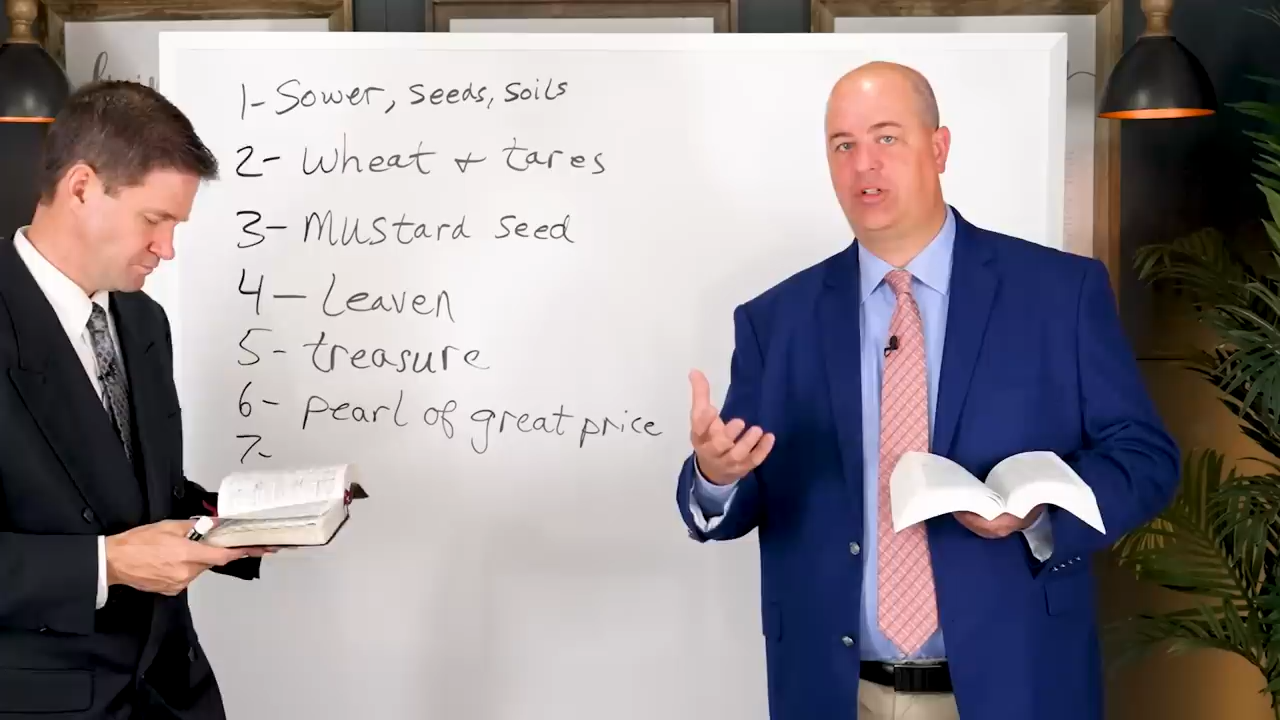 1- Sower, seeds, soils
2- Wheat + tares
3- Mustard seed
4- Leaven
5- treasure
6- pearl of great price
7-